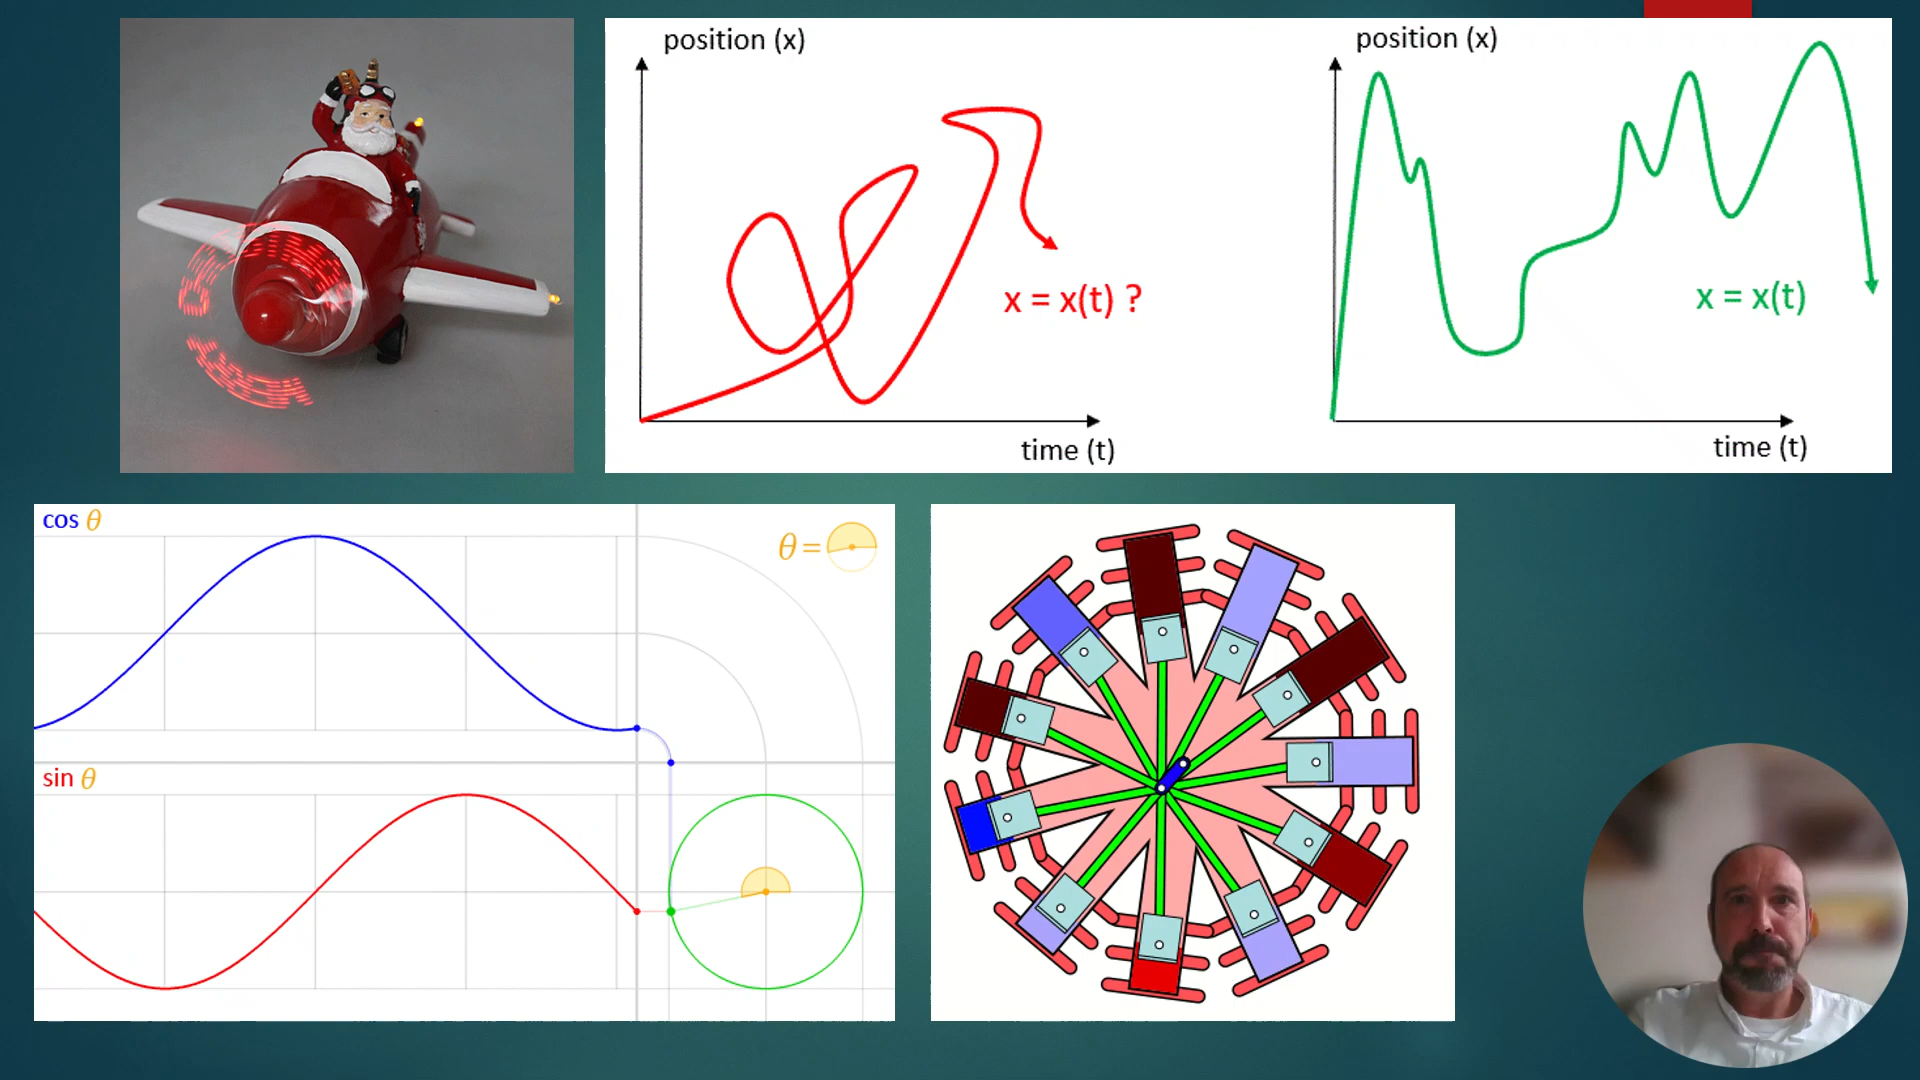 position (x)
x = x(t) ?
time (t)
position (x)
x = x(t)
time (t)
cos θ
θ =
sin θ